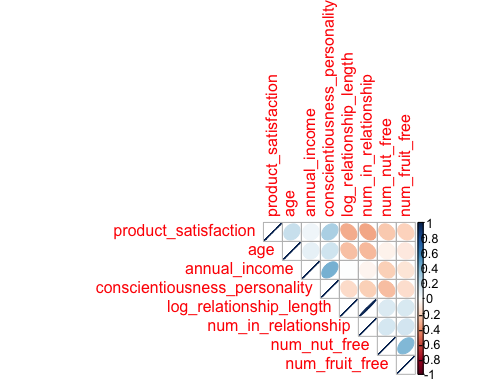 product_satisfaction
age
annual_income
conscientiousness_personality
log_relationship_length
num_in_relationship
num_nut_free
num_fruit_free
product_satisfaction
age
annual_income
conscientiousness_personality
log_relationship_length
num_in_relationship
num_nut_free
num_fruit_free
1
0.8
0.6
0.4
0.2
0
-0.2
-0.4
-0.6
-0.8
-1